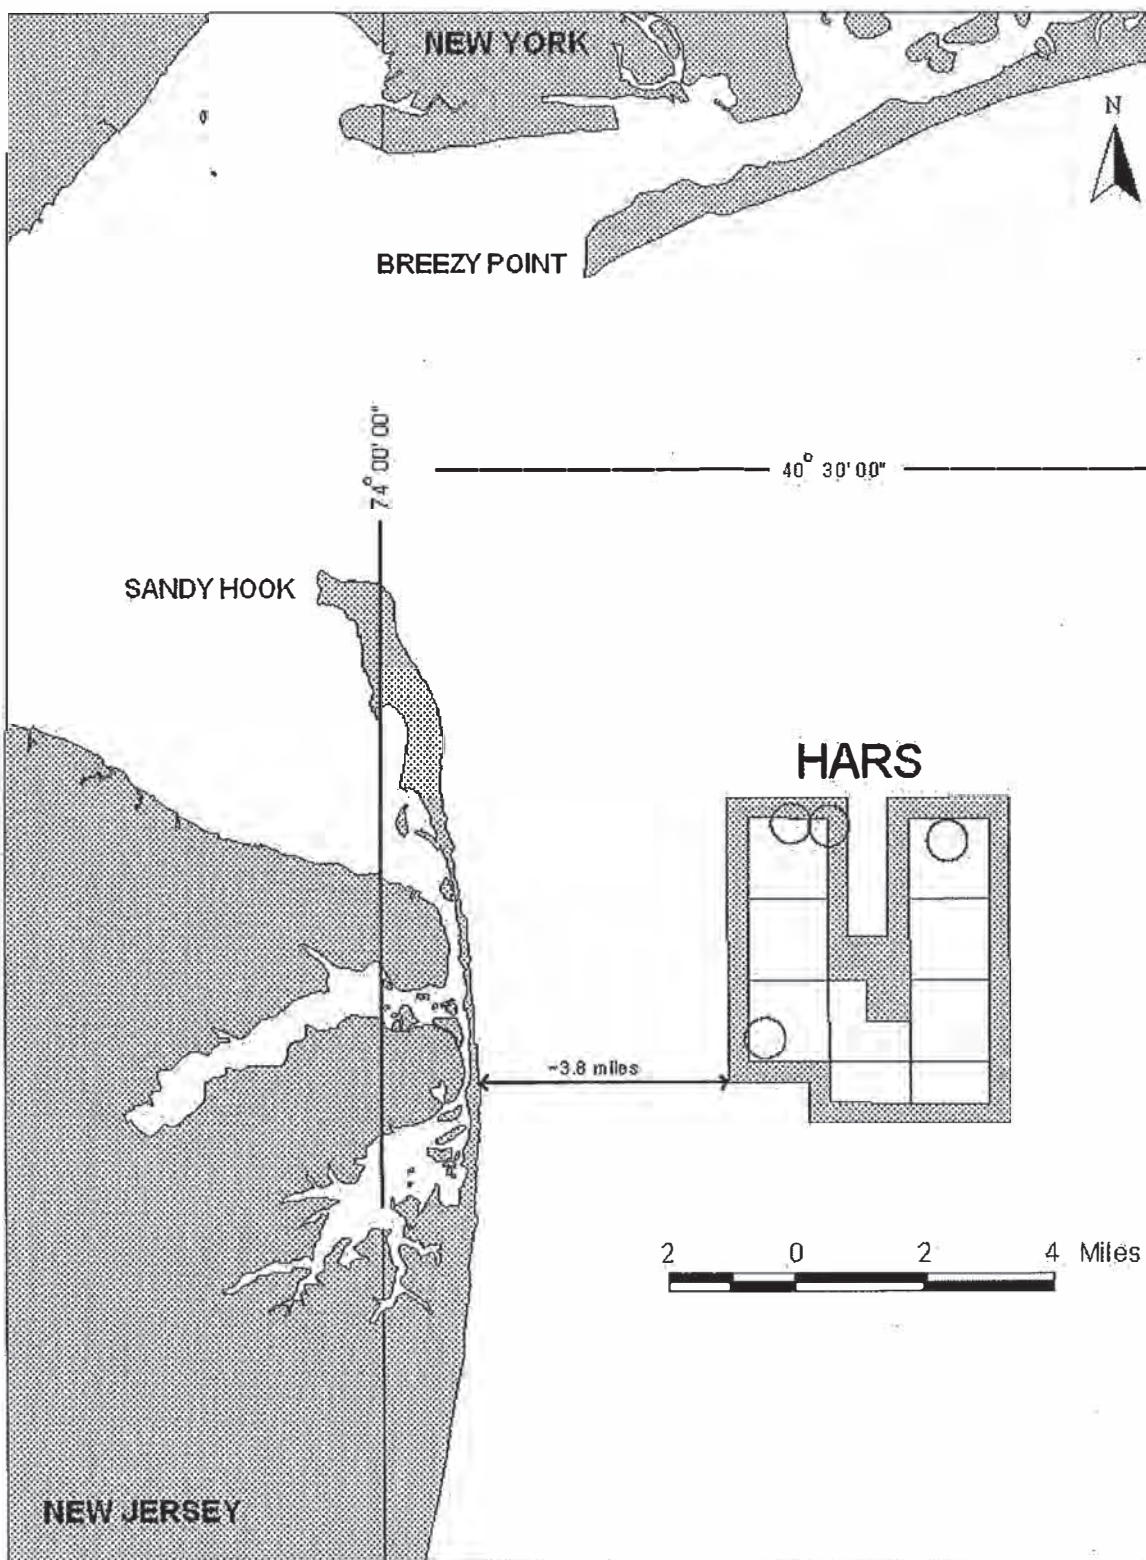 NEW YORK
N
BREEZY POINT
74° 00' 00"
40° 30' 00"
SANDY HOOK
HARS
~3.8 miles
2 0 2 4 Miles
NEW JERSEY